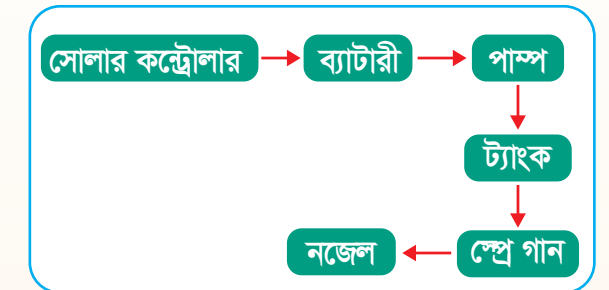 সোলার কন্ট্রোলার
ব্যাটারী
পাম্প
ট্যাংক
স্প্রে গান
নজেল